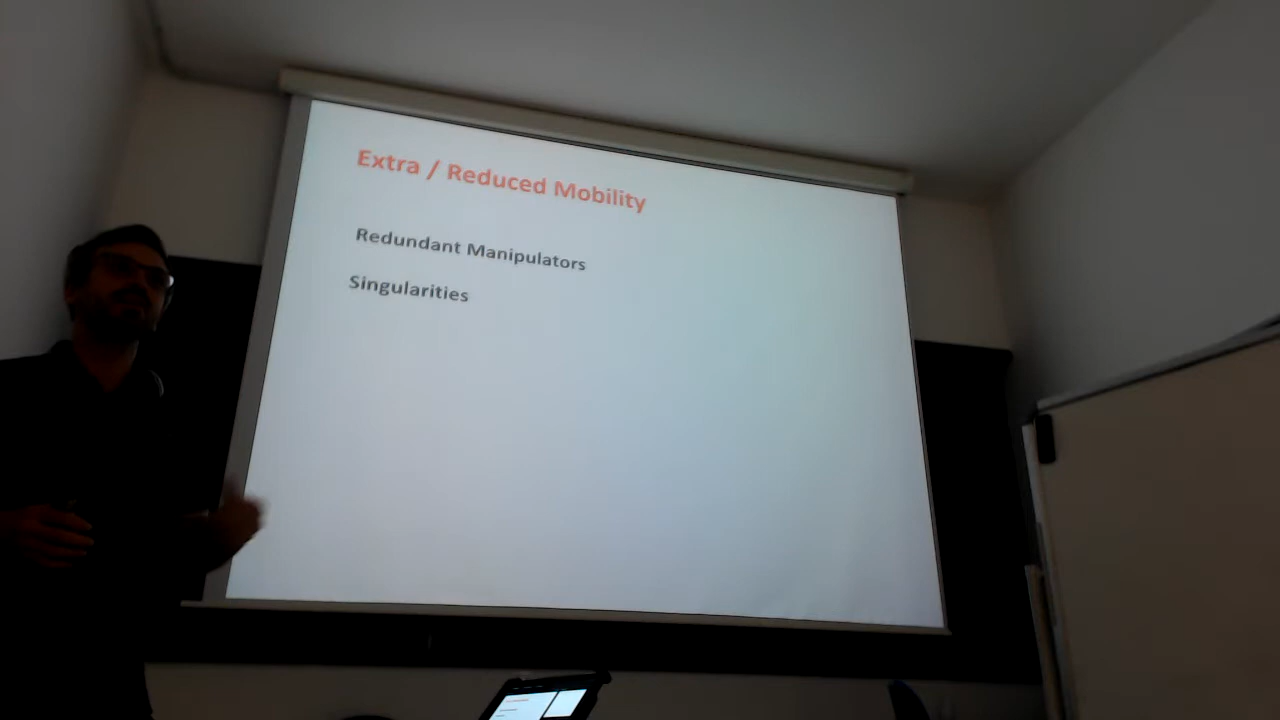 Extra / Reduced Mobility
Redundant Manipulators
Singularities